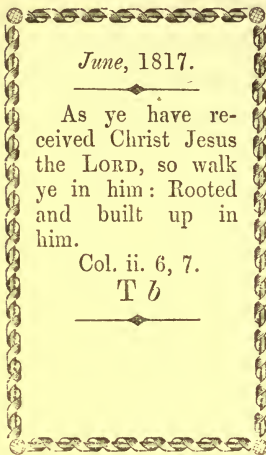 June, 1817.
As ye have re-
ceived Christ Jesus
the LORD, so walk
ye in him : Rooted
and built up in
him.
Col. ii. 6, 7.
T b